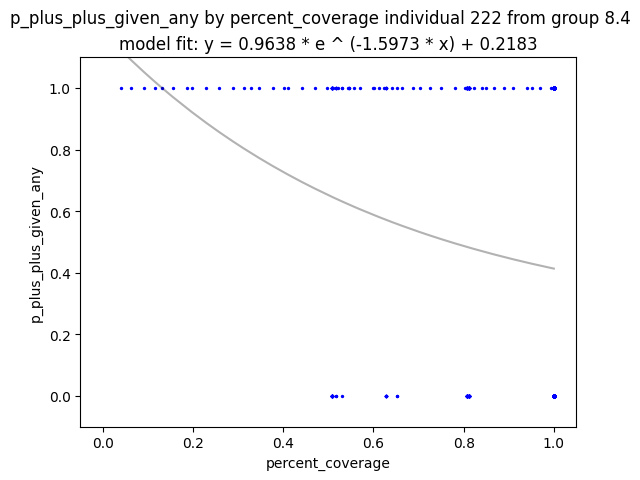 p_plus_plus_given_any by percent_coverage individual 222 from group 8.4
model fit: y = 0.9638 * e ^ (-1.5973 * x) + 0.2183
1.0
0.8
0.6
0.4
0.2
0.0
p_plus_plus_given_any
0.0 0.2 0.4 0.6 0.8 1.0
percent_coverage